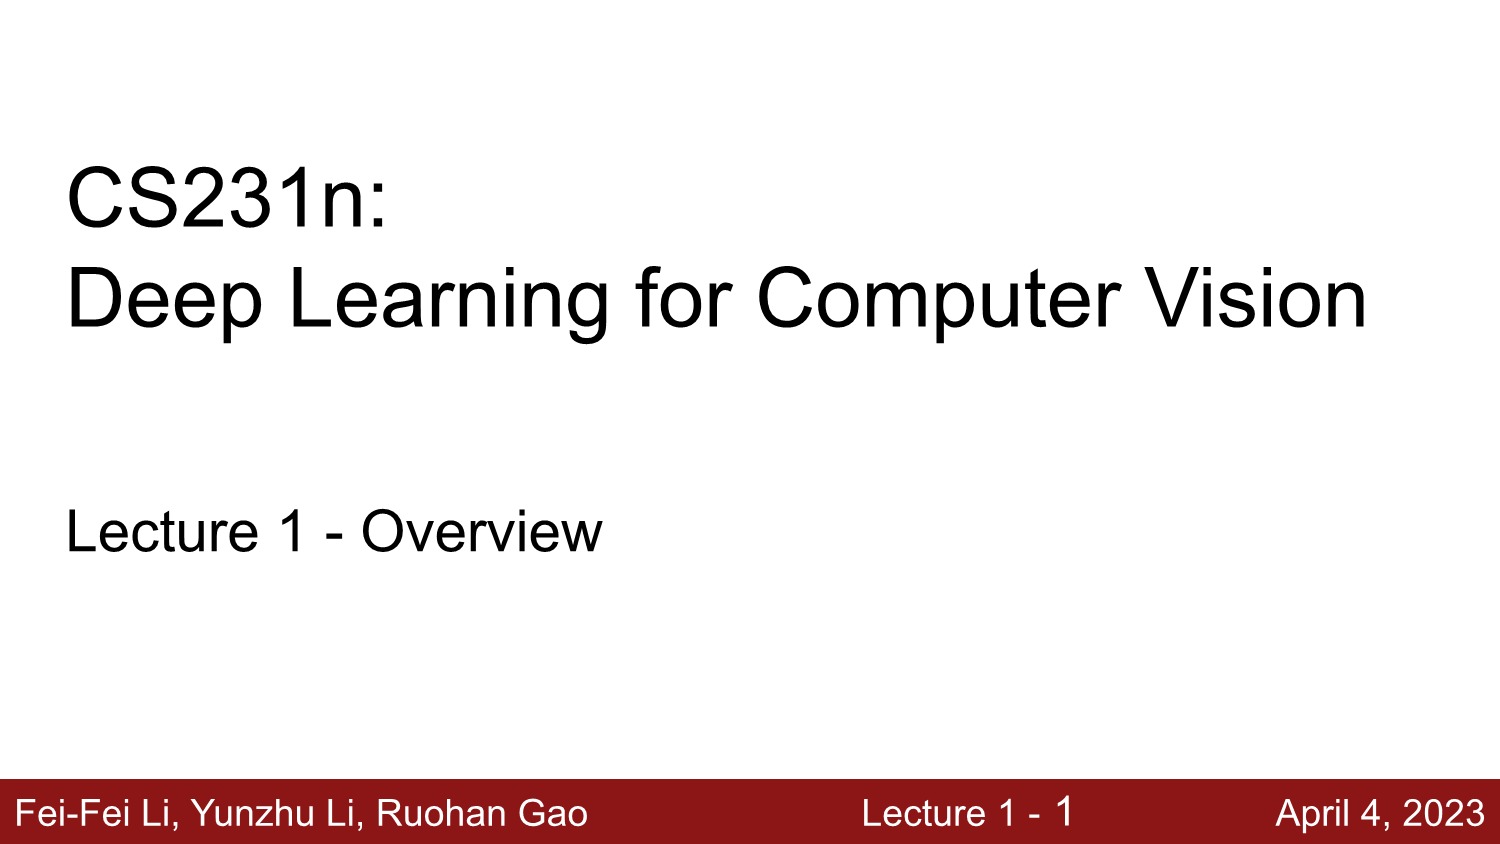 CS231n:
Deep Learning for Computer Vision
Lecture 1 - Overview
Fei-Fei Li, Yunzhu Li, Ruohan Gao
Lecture 1 - 1
April 4, 2023